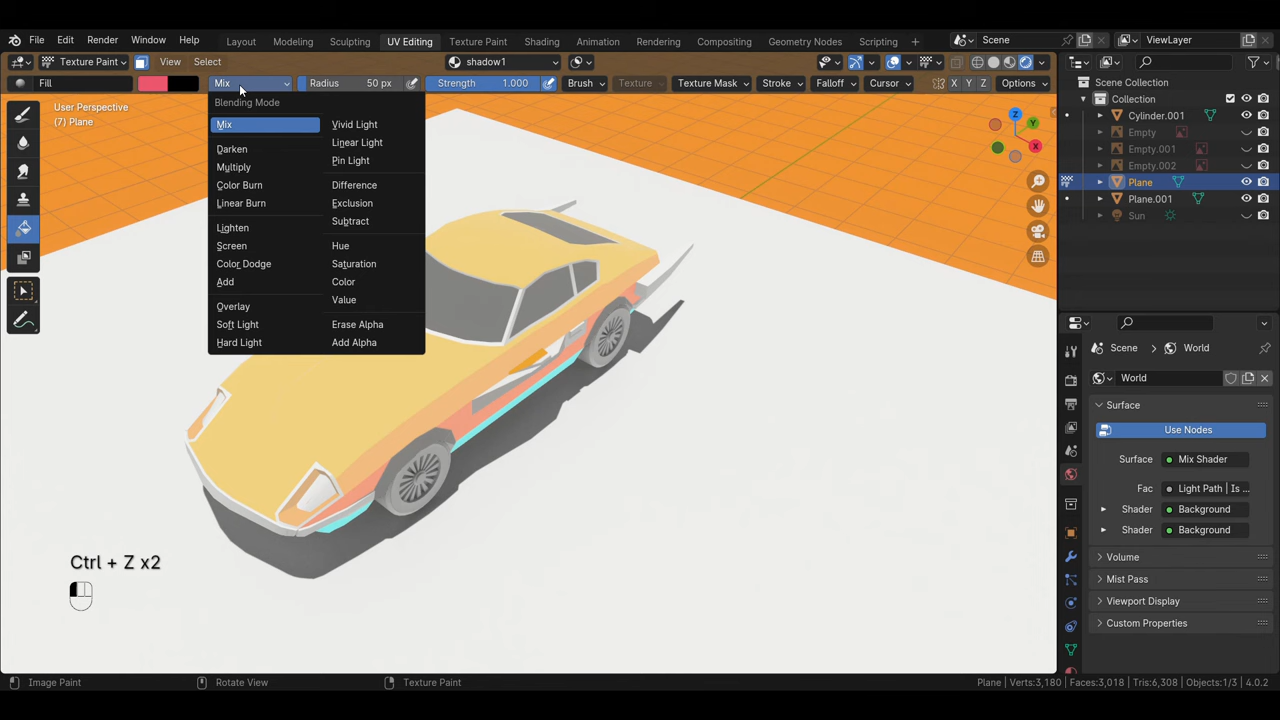 File Edit Render Window Help Layout Modeling Sculpting UV Editing Texture Paint Shading Animation Rendering Compositing Geometry Nodes Scripting Scene ViewLayer
Texture Paint View Select shadow1
Fill Mix Radius 50 px Strength 1.000 Brush Texture Texture Mask Stroke Falloff Cursor X Y Z Options
Scene Collection
Collection
Cylinder.001
Empty
Empty.001
Empty.002
Plane
Plane.001
Sun
User Perspective
(7) Plane
Blending Mode
Mix
Darken
Multiply
Color Burn
Linear Burn
Lighten
Screen
Color Dodge
Add
Overlay
Soft Light
Hard Light
Vivid Light
Linear Light
Pin Light
Difference
Exclusion
Subtract
Hue
Saturation
Color
Value
Erase Alpha
Add Alpha
Z
Y
X
Scene World
World
Surface
Use Nodes
Surface Mix Shader
Fac Light Path | Is ...
Shader Background
Shader Background
Volume
Mist Pass
Viewport Display
Custom Properties
Ctrl + Z x2
Image Paint Rotate View Texture Paint Plane | Verts:3,180 | Faces:3,018 | Tris:6,308 | Objects:1/3 | 4.0.2